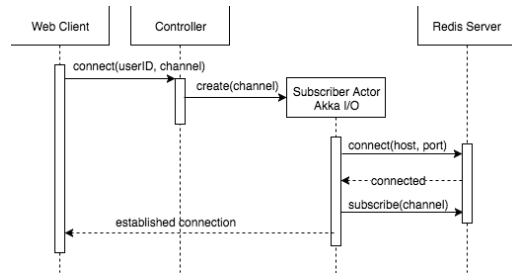 Web Client
Controller
Redis Server
connect(userID, channel)
create(channel)
Subscriber Actor
Akka I/O
connect(host, port)
connected
subscribe(channel)
established connection